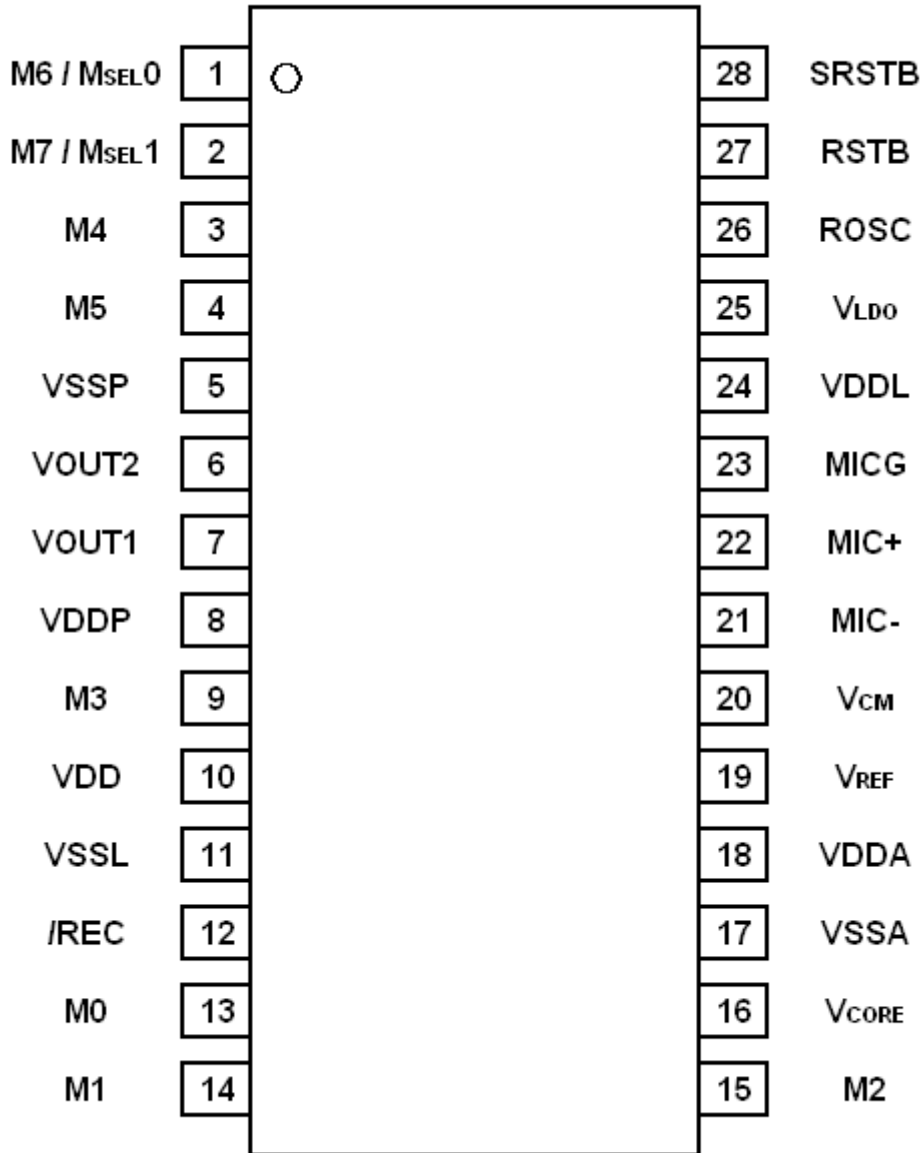 M6 / MSEL0 1 28 SRSTB
M7 / MSEL1 2 27 RSTB
M4 3 26 ROSC
M5 4 25 VLDO
VSSP 5 24 VDDL
VOUT2 6 23 MICG
VOUT1 7 22 MIC+
VDDP 8 21 MIC-
M3 9 20 VCM
VDD 10 19 VREF
VSSL 11 18 VDDA
/REC 12 17 VSSA
M0 13 16 VCORE
M1 14 15 M2